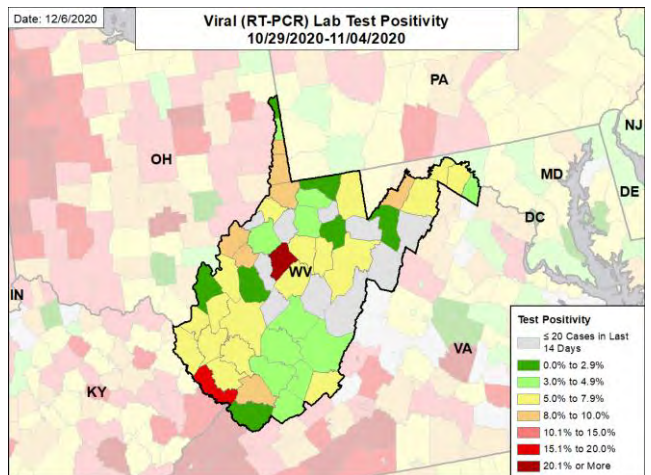 Date: 12/6/2020
Viral (RT-PCR) Lab Test Positivity
10/29/2020-11/04/2020
PA
NJ
OH
MD
DE
DC
WV
IN
VA
KY
Test Positivity
≤ 20 Cases in Last
14 Days
0.0% to 2.9%
3.0% to 4.9%
5.0% to 7.9%
8.0% to 10.0%
10.1% to 15.0%
15.1% to 20.0%
20.1% or More